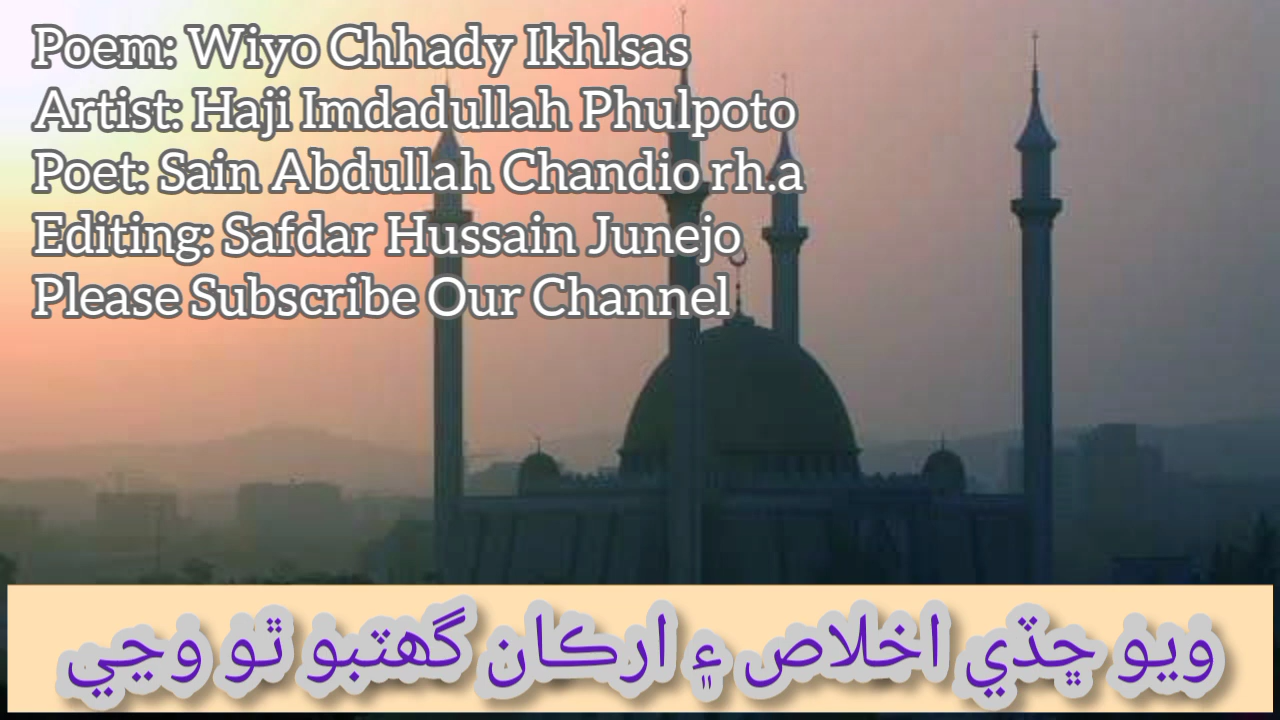 Poem: Wiyo Chhady Ikhlsas
Artist: Haji Imdadullah Phulpoto
Poet: Sain Abdullah Chandio rh.a
Editing: Safdar Hussain Junejo
Please Subscribe Our Channel
ويو ڇڏي اخلاص ۽ ارڪان گهٽبو ٿو وڃي